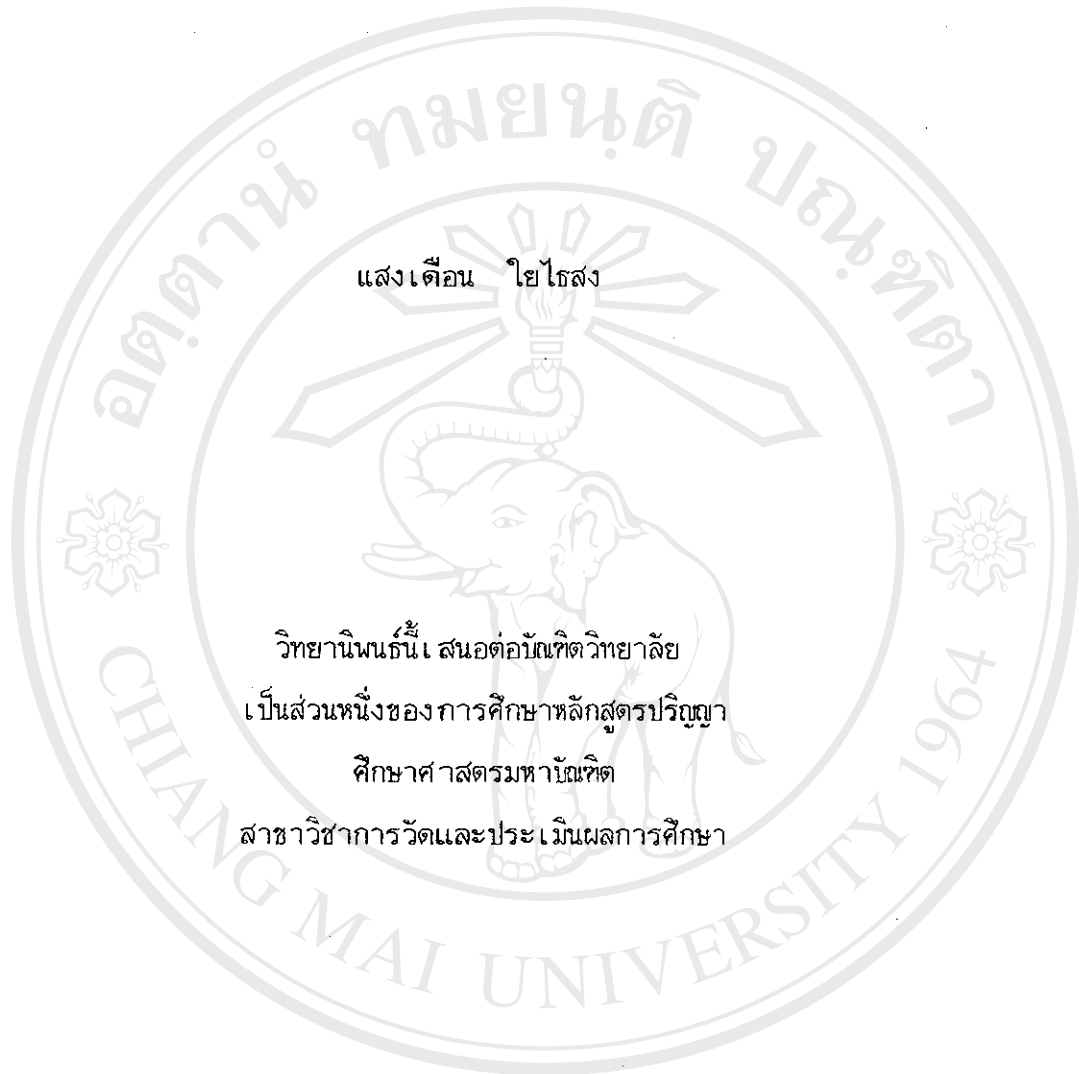 อตฺตานํ ทมยนฺติ ปณฺฑิตา
แสงเดือน ใยไธสง
วิทยานิพนธ์นี้เสนอต่อบัณฑิตวิทยาลัย
เป็นส่วนหนึ่งของการศึกษาหลักสูตรปริญญา
ศึกษาศาสตรมหาบัณฑิต
สาขาวิชาการวัดและประเมินผลการศึกษา
CHIANG MAI UNIVERSITY 1964